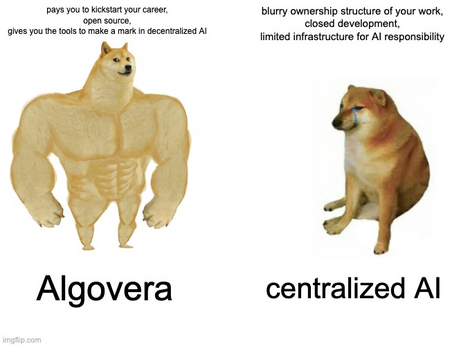 pays you to kickstart your career,
open source,
gives you the tools to make a mark in decentralized AI
blurry ownership structure of your work,
closed development,
limited infrastructure for AI responsibility
Algovera
centralized AI
imgflip.com